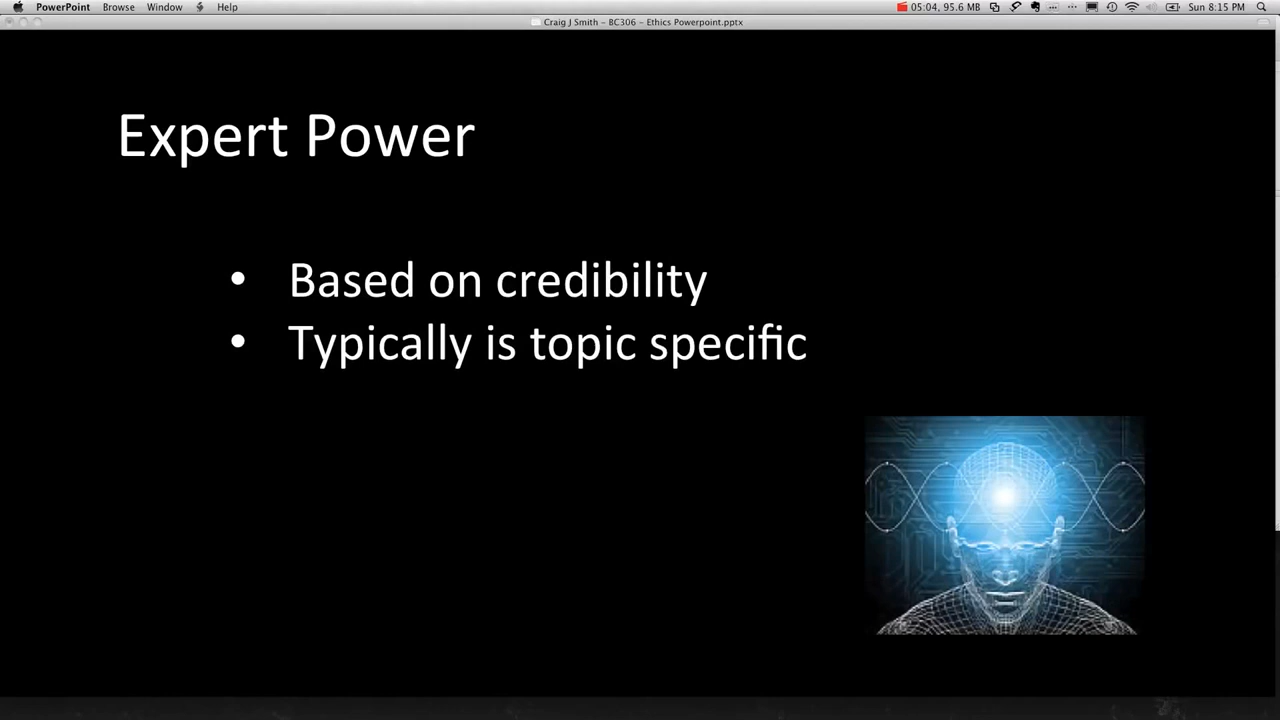 PowerPoint Browse Window Help 05:04, 95.6 MB Sun 8:15 PM
Craig J Smith – BC306 – Ethics Powerpoint.pptx
Expert Power
• Based on credibility
• Typically is topic specific